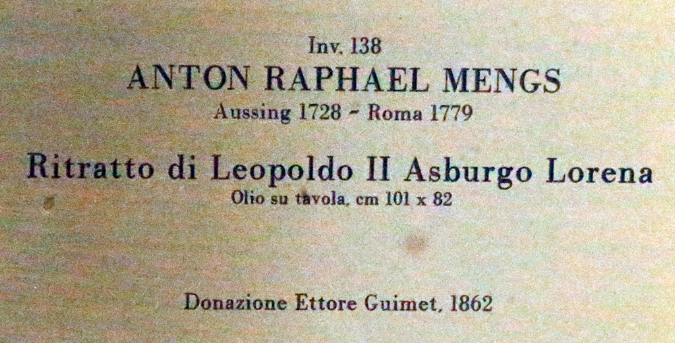 Inv. 138
ANTON RAPHAEL MENGS
Aussing 1728 - Roma 1779
Ritratto di Leopoldo II Asburgo Lorena
Olio su tavola, cm 101 x 82
Donazione Ettore Guimet, 1862